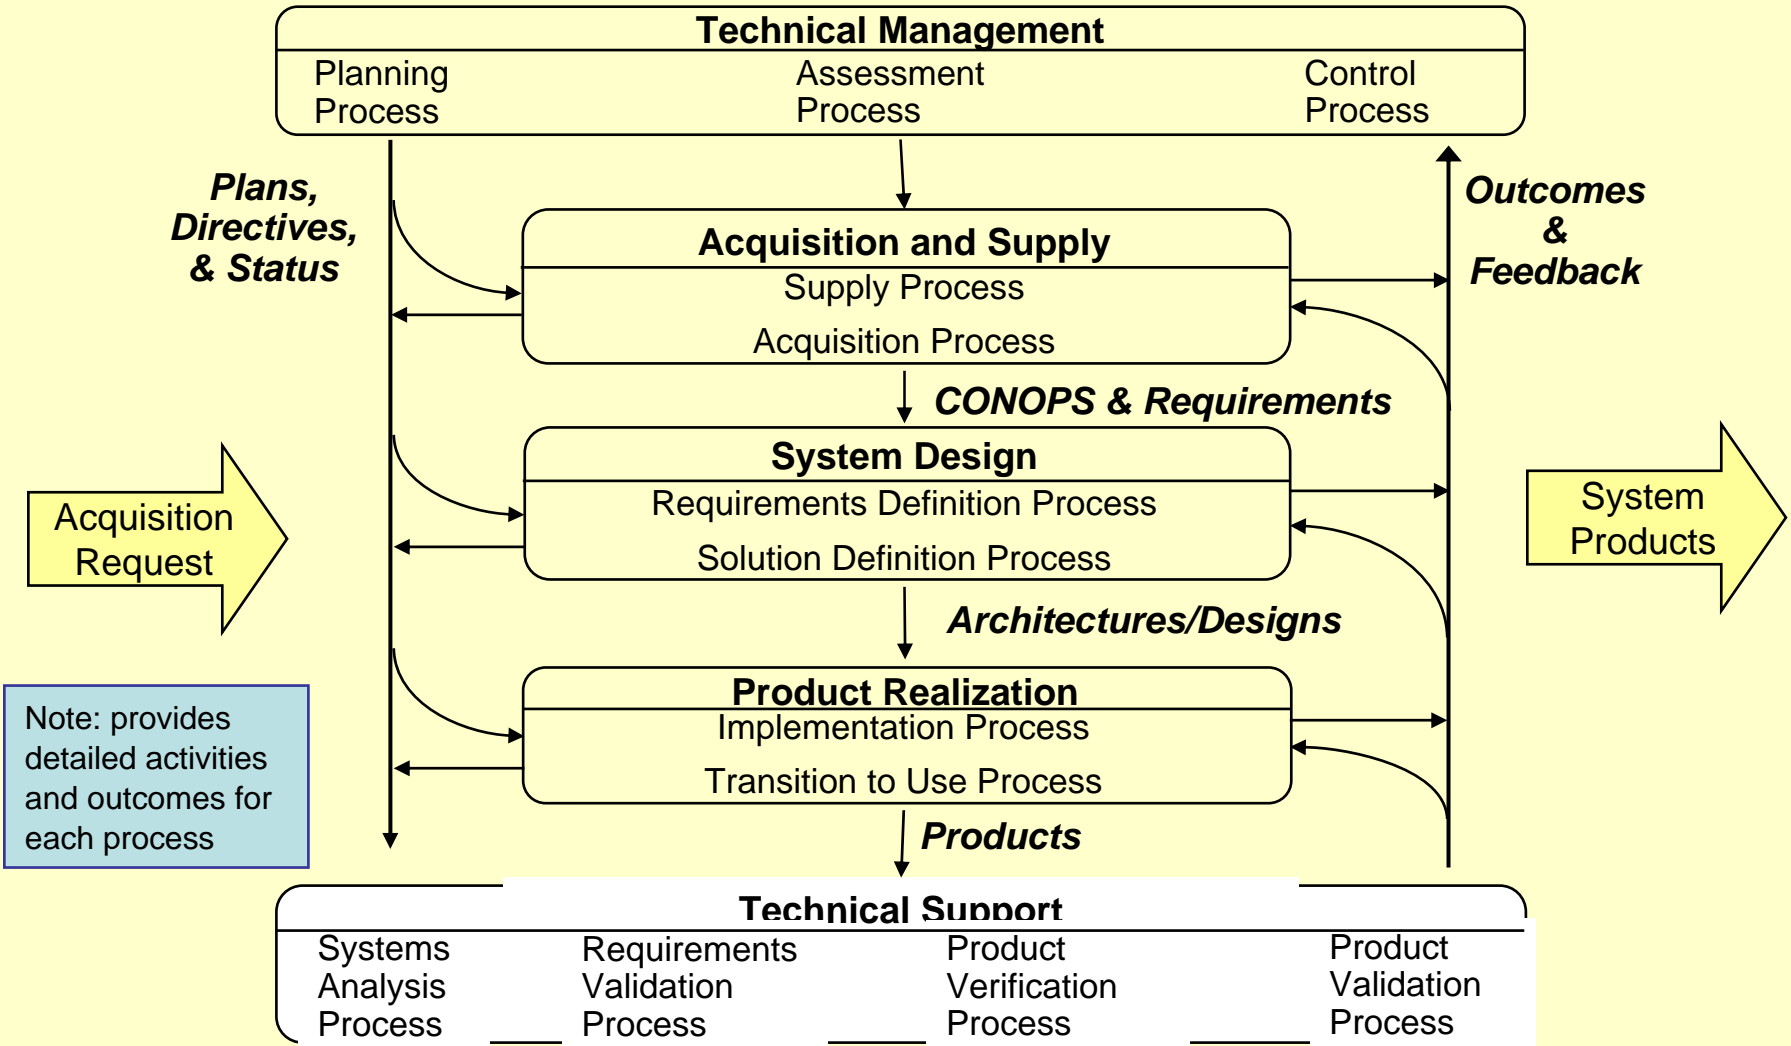 Technical Management
Planning
Process
Assessment
Process
Control
Process
Plans,
Directives,
& Status
Outcomes
&
Feedback
Acquisition and Supply
Supply Process
Acquisition Process
CONOPS & Requirements
System Design
Requirements Definition Process
Solution Definition Process
Acquisition
Request
System
Products
Architectures/Designs
Product Realization
Implementation Process
Transition to Use Process
Note: provides
detailed activities
and outcomes for
each process
Products
Technical Support
Systems
Analysis
Process
Requirements
Validation
Process
Product
Verification
Process
Product
Validation
Process